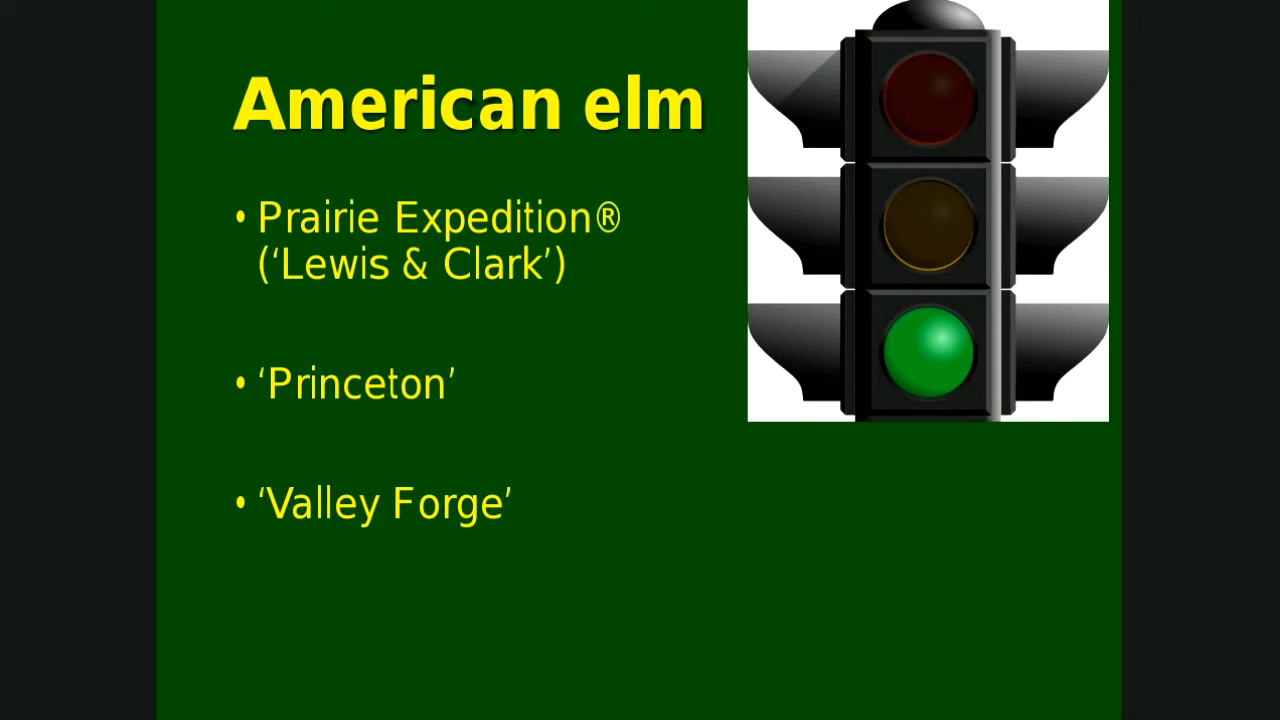 American elm
• Prairie Expedition®
(‘Lewis & Clark’)
• ‘Princeton’
• ‘Valley Forge’